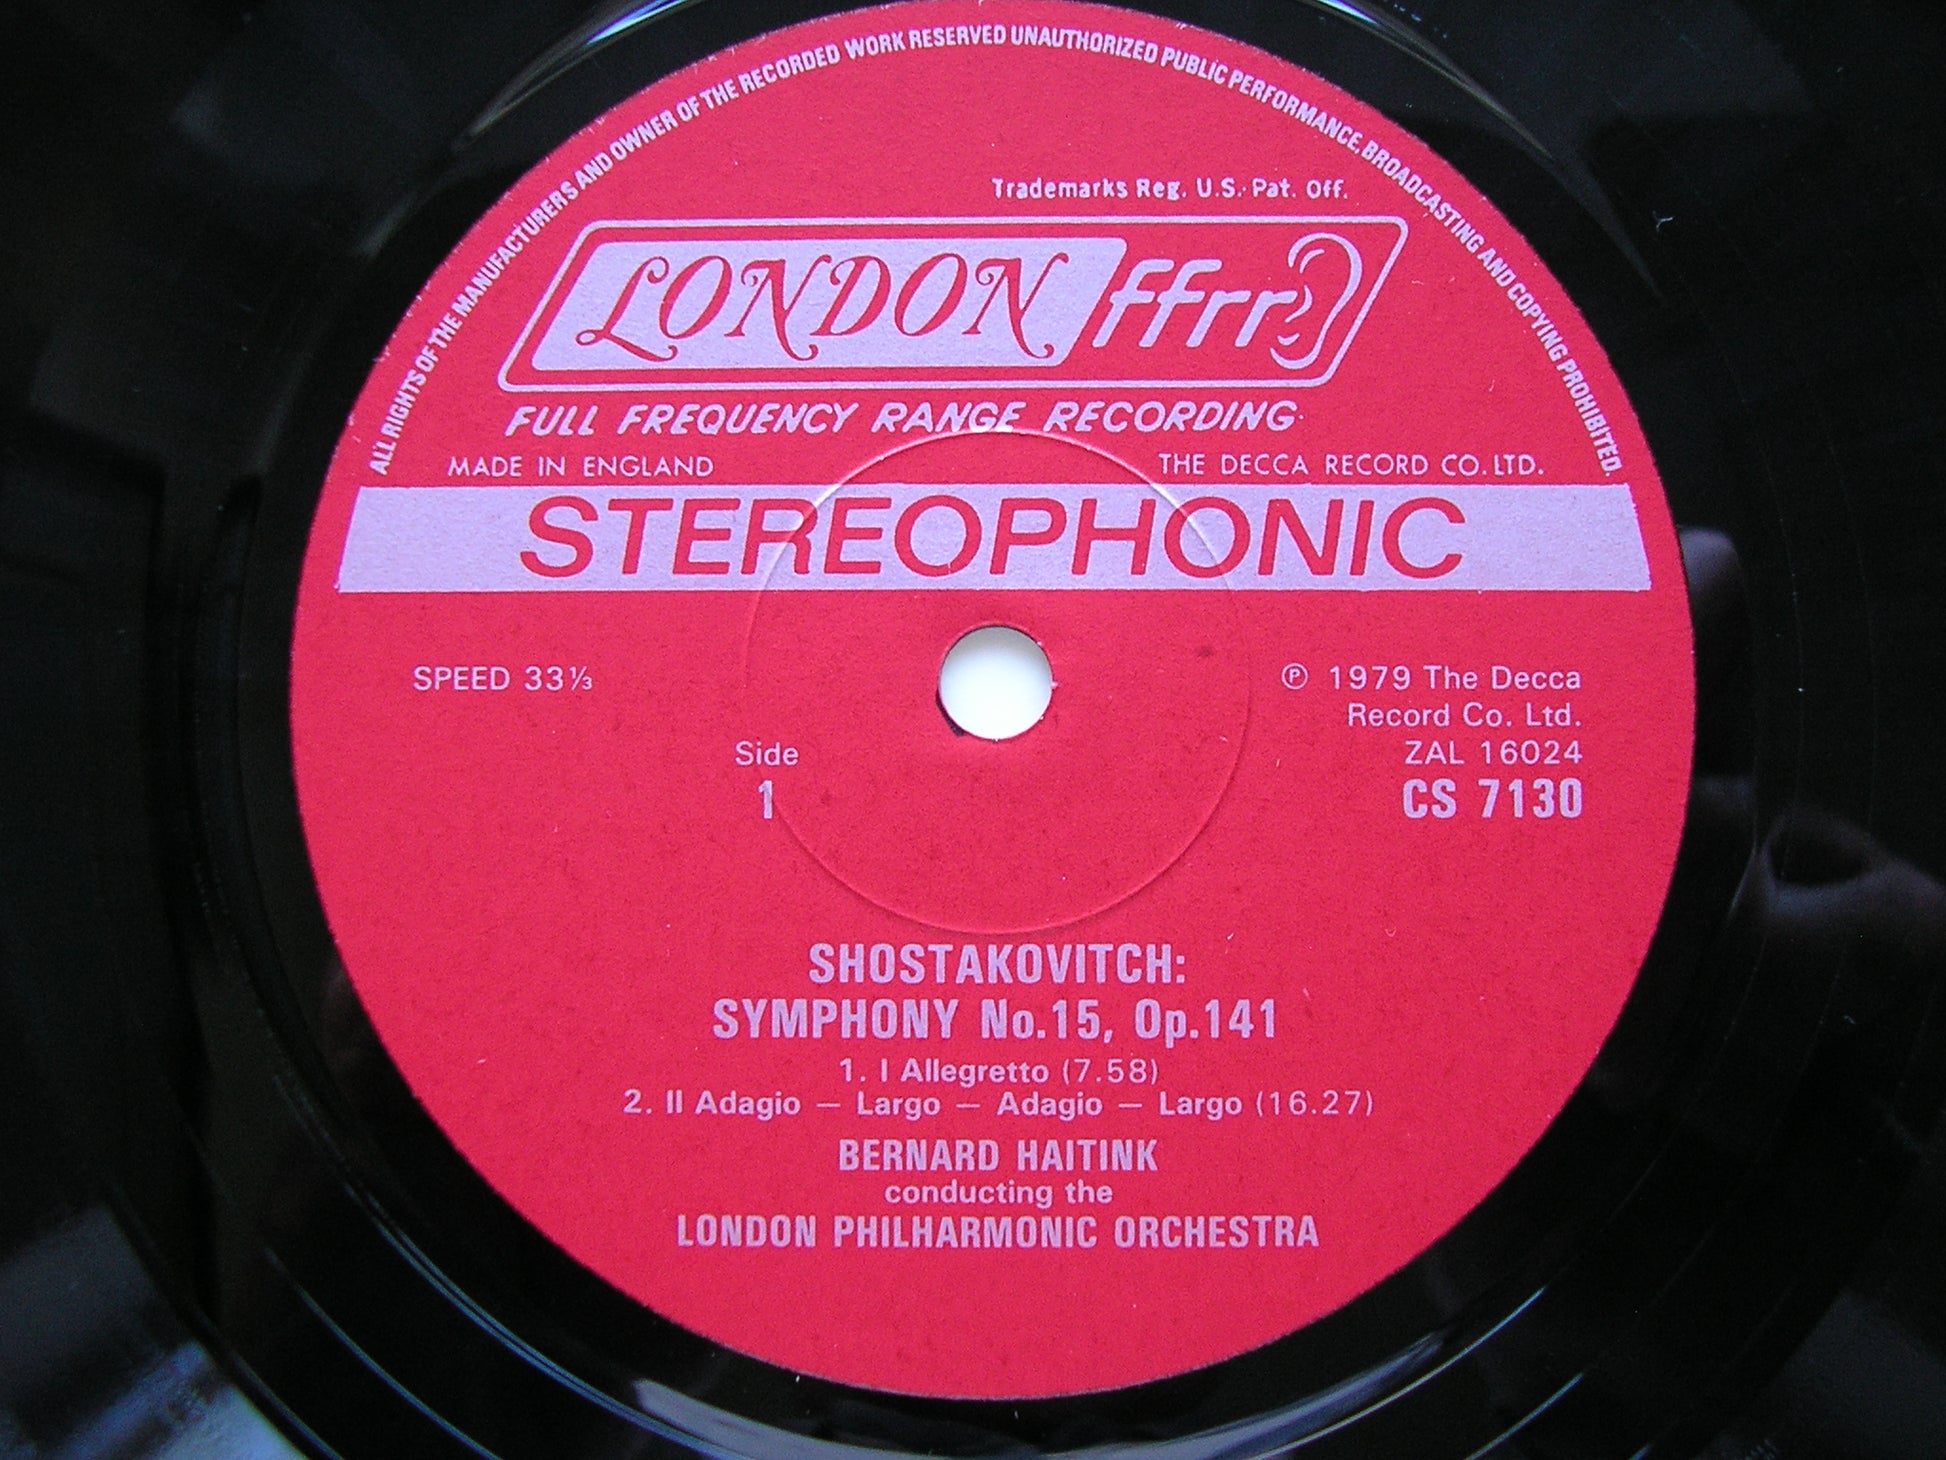 ALL RIGHTS OF THE MANUFACTURERS AND OWNER OF THE RECORDED WORK RESERVED UNAUTHORIZED PUBLIC PERFORMANCE, BROADCASTING AND COPYING PROHIBITED.
Trademarks Reg. U.S. Pat. Off.
LONDON ffrr
FULL FREQUENCY RANGE RECORDING
MADE IN ENGLAND THE DECCA RECORD CO. LTD.
STEREOPHONIC
SPEED 33⅓ ℗ 1979 The Decca
Record Co. Ltd.
Side ZAL 16024
1 CS 7130
SHOSTAKOVITCH:
SYMPHONY No.15, Op.141
1. I Allegretto (7.58)
2. II Adagio — Largo — Adagio — Largo (16.27)
BERNARD HAITINK
conducting the
LONDON PHILHARMONIC ORCHESTRA